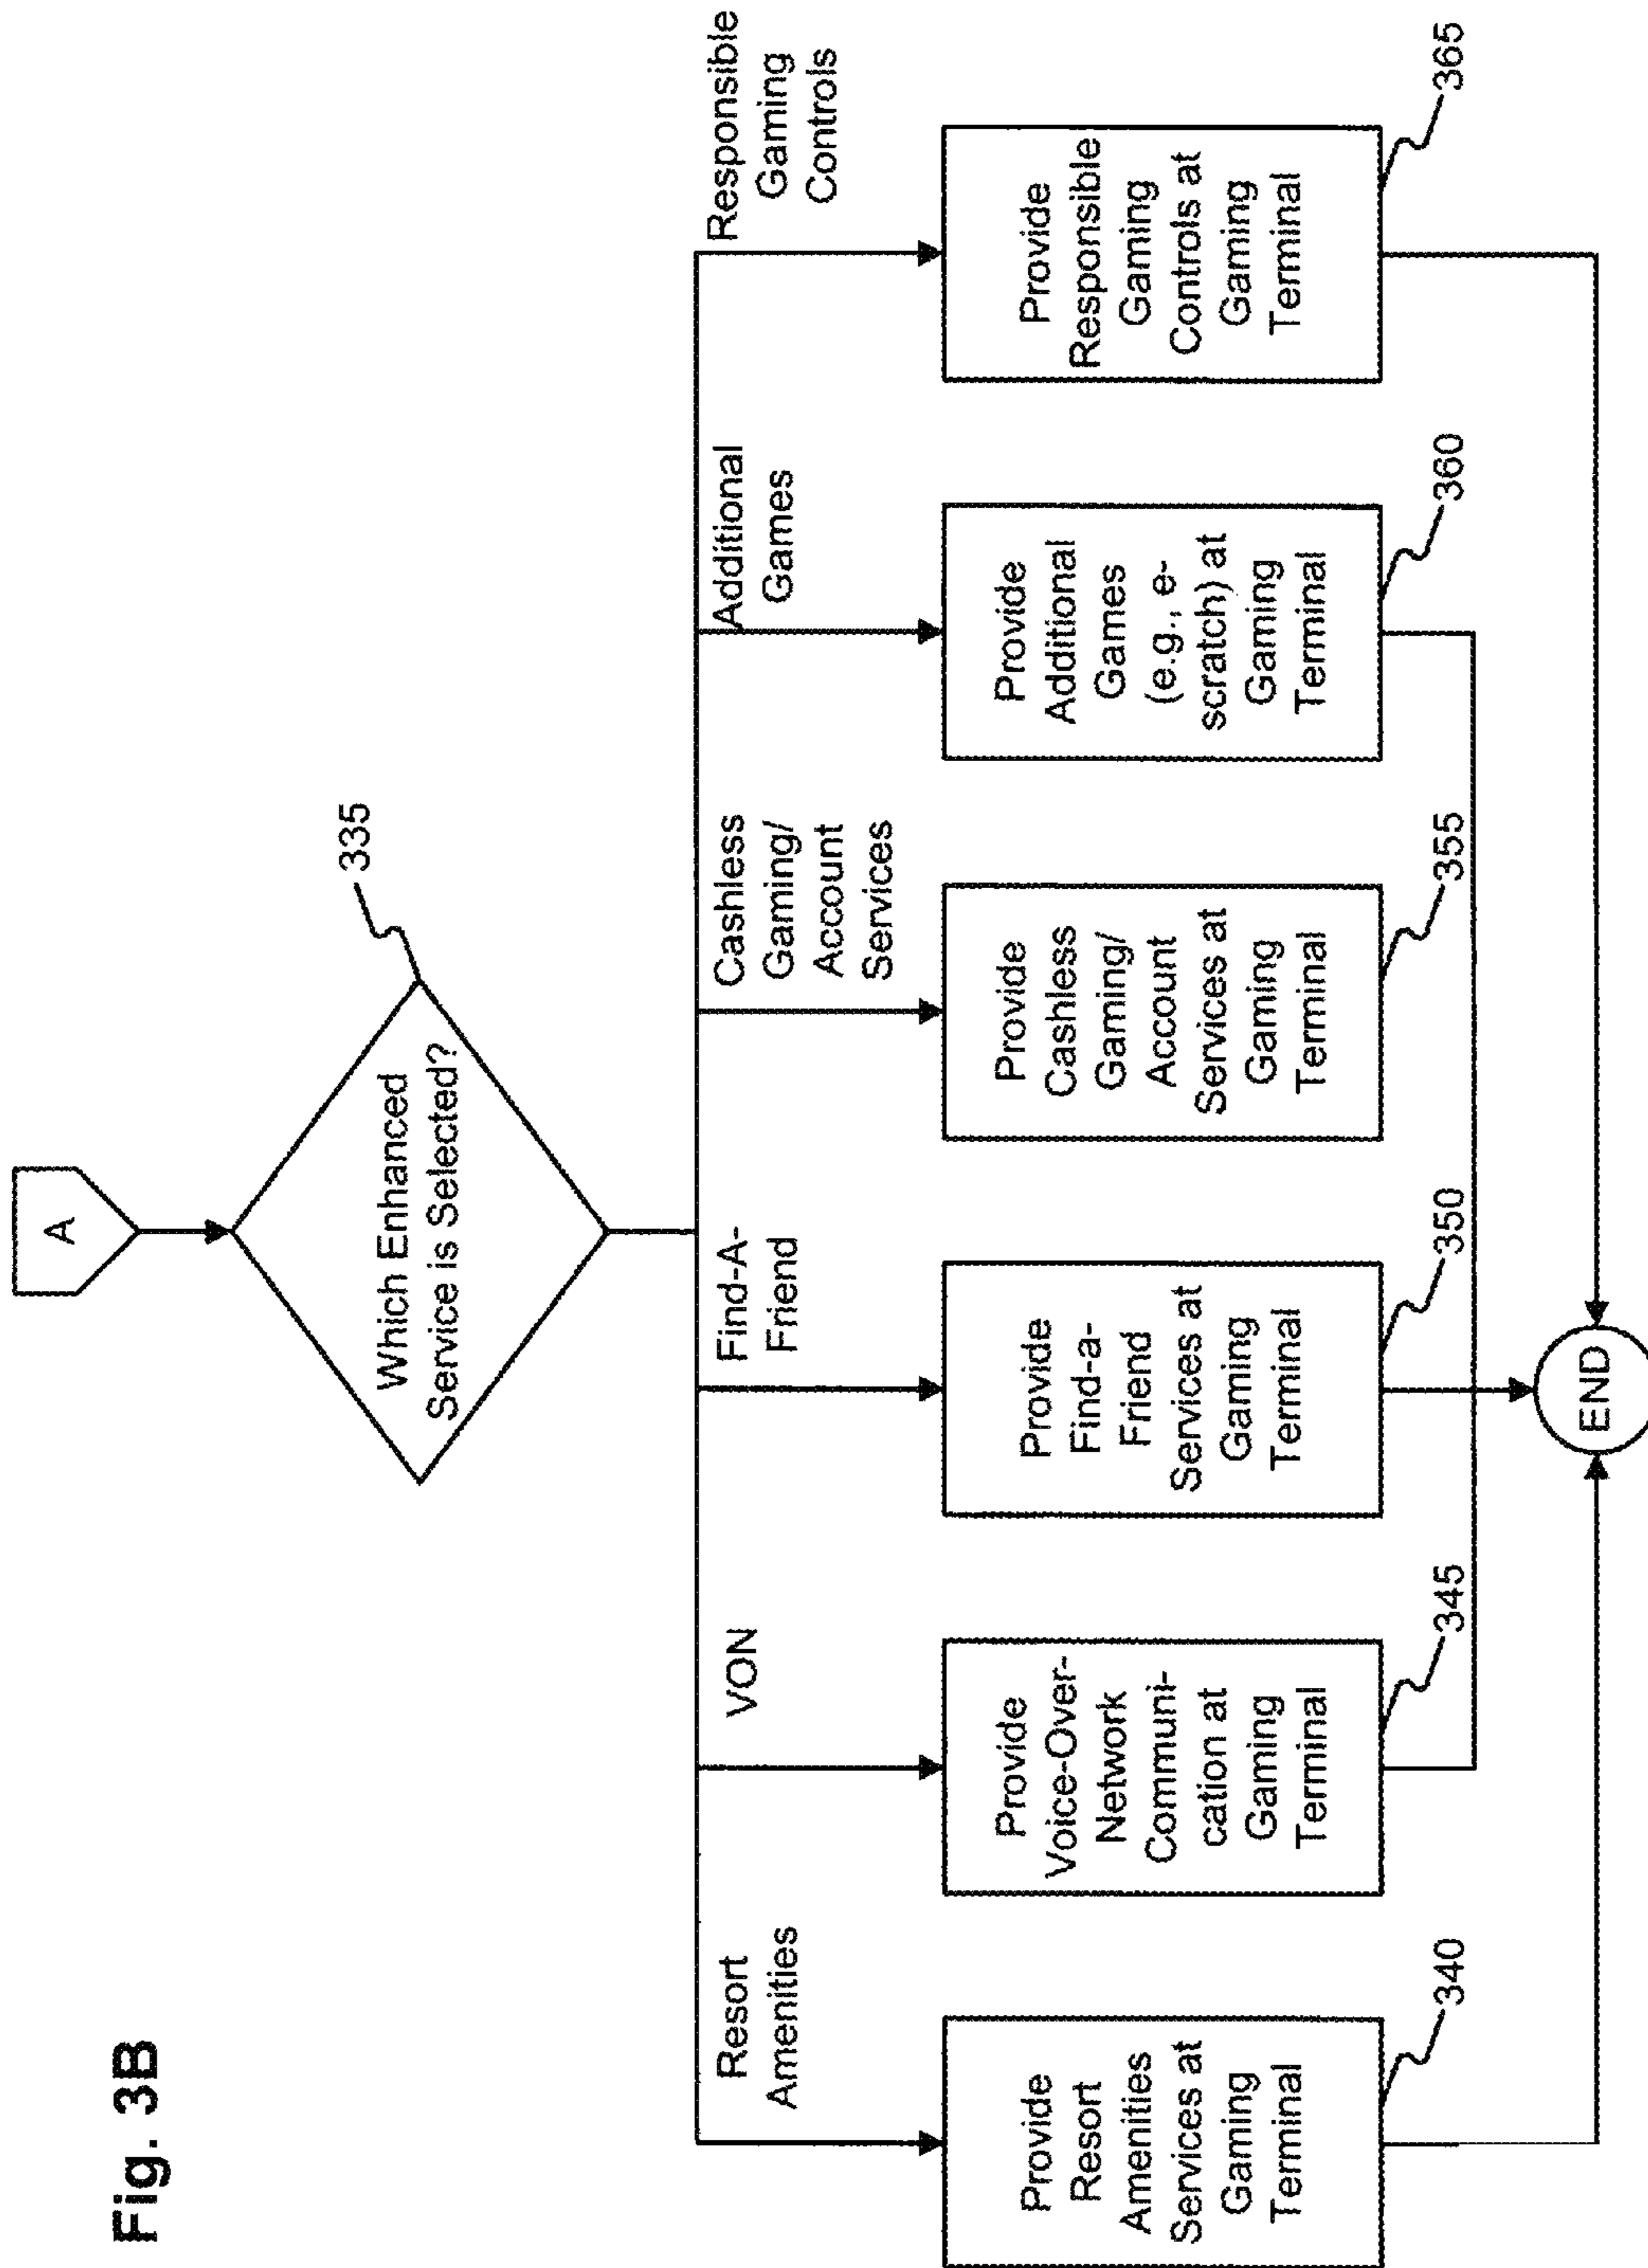 Fig. 3B
A
Which Enhanced
Service is Selected?
335
Resort
Amenities
VON
Find-A-
Friend
Cashless
Gaming/
Account
Services
Additional
Games
Responsible
Gaming
Controls
Provide
Resort
Amenities
Services at
Gaming
Terminal
340
Provide
Voice-Over-
Network
Communi-
cation at
Gaming
Terminal
345
Provide
Find-a-
Friend
Services at
Gaming
Terminal
350
Provide
Cashless
Gaming/
Account
Services at
Gaming
Terminal
355
Provide
Additional
Games
(e.g., e-
scratch) at
Gaming
Terminal
360
Provide
Responsible
Gaming
Controls at
Gaming
Terminal
365
END